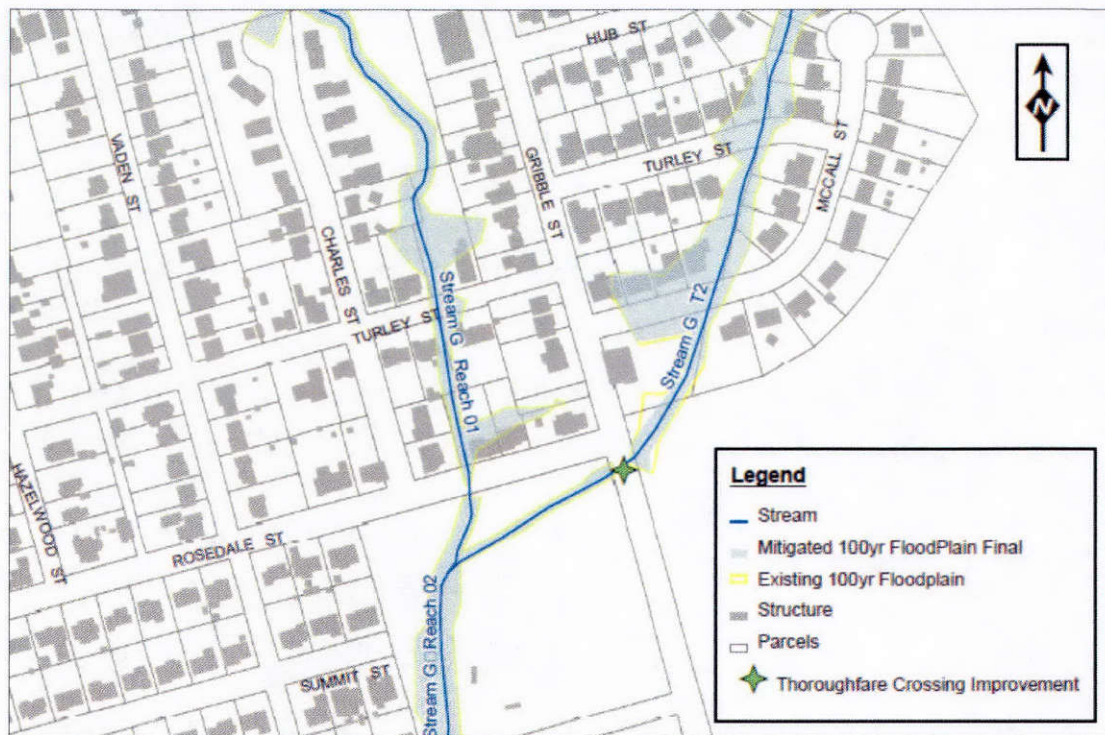 HUB ST
N
VADEN ST
GRIBBLE ST
TURLEY ST
MCCALL ST
CHARLES ST
Stream G Reach 01
TURLEY ST
Stream G T2
HAZELWOOD ST
ROSEDALE ST
Stream G Reach 02
SUMMIT ST
Legend
Stream
Mitigated 100yr FloodPlain Final
Existing 100yr Floodplain
Structure
Parcels
Thoroughfare Crossing Improvement